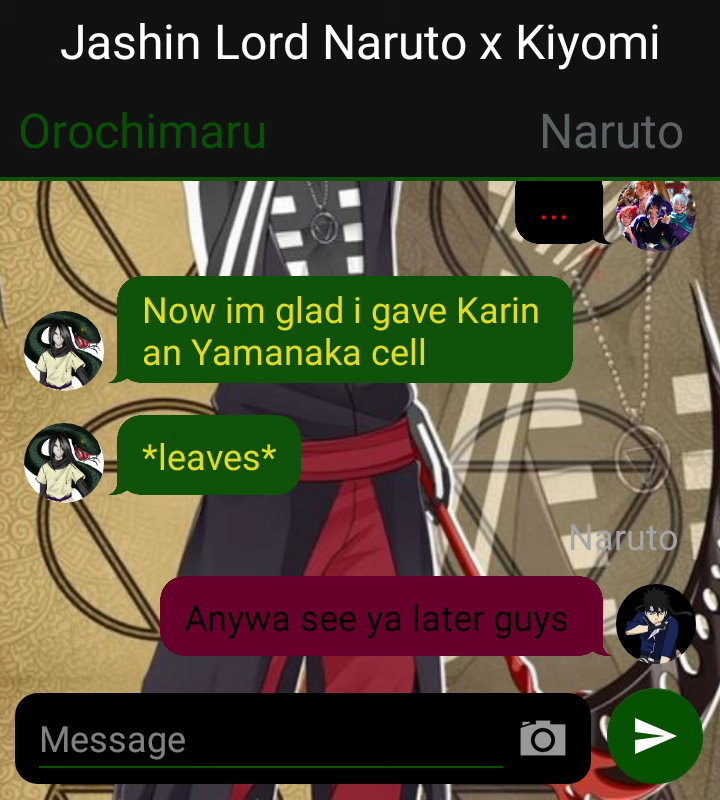 Jashin Lord Naruto x Kiyomi
Orochimaru
Naruto
...
Now im glad i gave Karin
an Yamanaka cell
*leaves*
Naruto
Anywa see ya later guys
Message